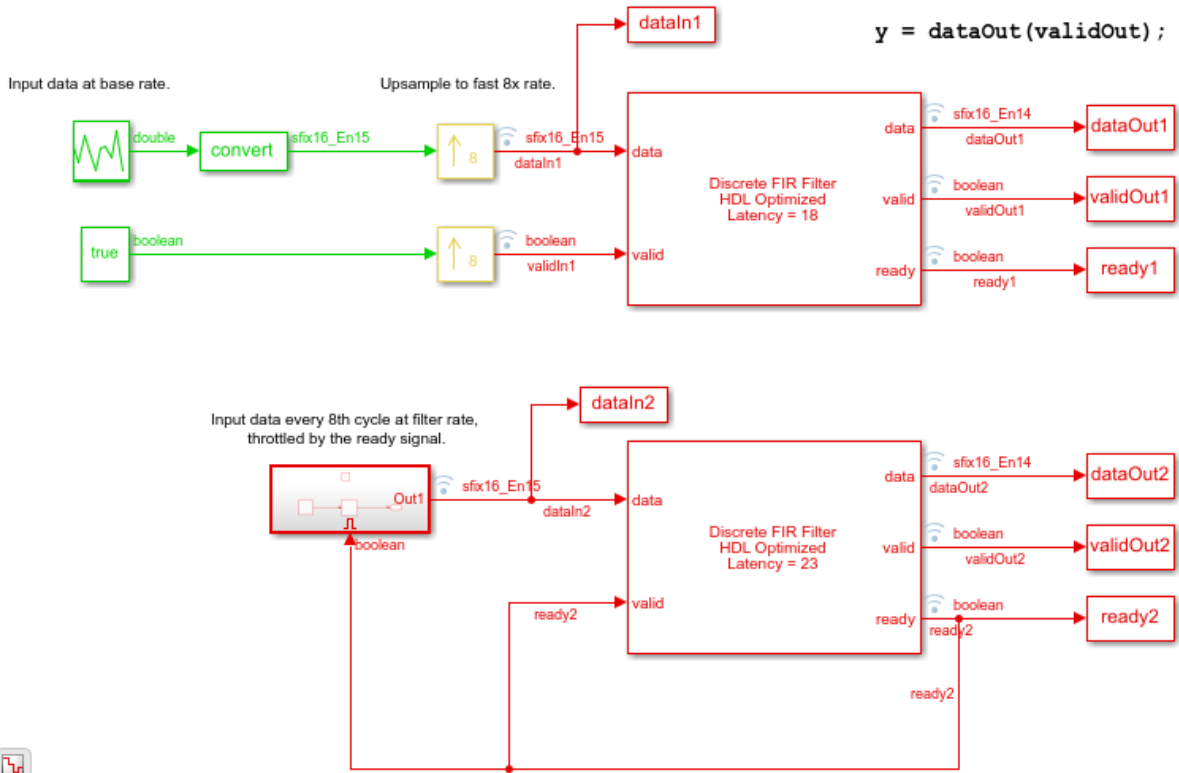 dataIn1
y = dataOut(validOut);
Input data at base rate.
Upsample to fast 8x rate.
double
convert
sfix16_En15
8
sfix16_En15
dataIn1
data
Discrete FIR Filter
HDL Optimized
Latency = 18
data
sfix16_En14
dataOut1
dataOut1
valid
boolean
validOut1
validOut1
true
boolean
8
boolean
validIn1
valid
ready
boolean
ready1
ready1
dataIn2
Input data every 8th cycle at filter rate,
throttled by the ready signal.
Out1
sfix16_En15
dataIn2
boolean
data
Discrete FIR Filter
HDL Optimized
Latency = 23
data
sfix16_En14
dataOut2
dataOut2
valid
boolean
validOut2
validOut2
ready2
valid
ready
boolean
ready2
ready2
ready2